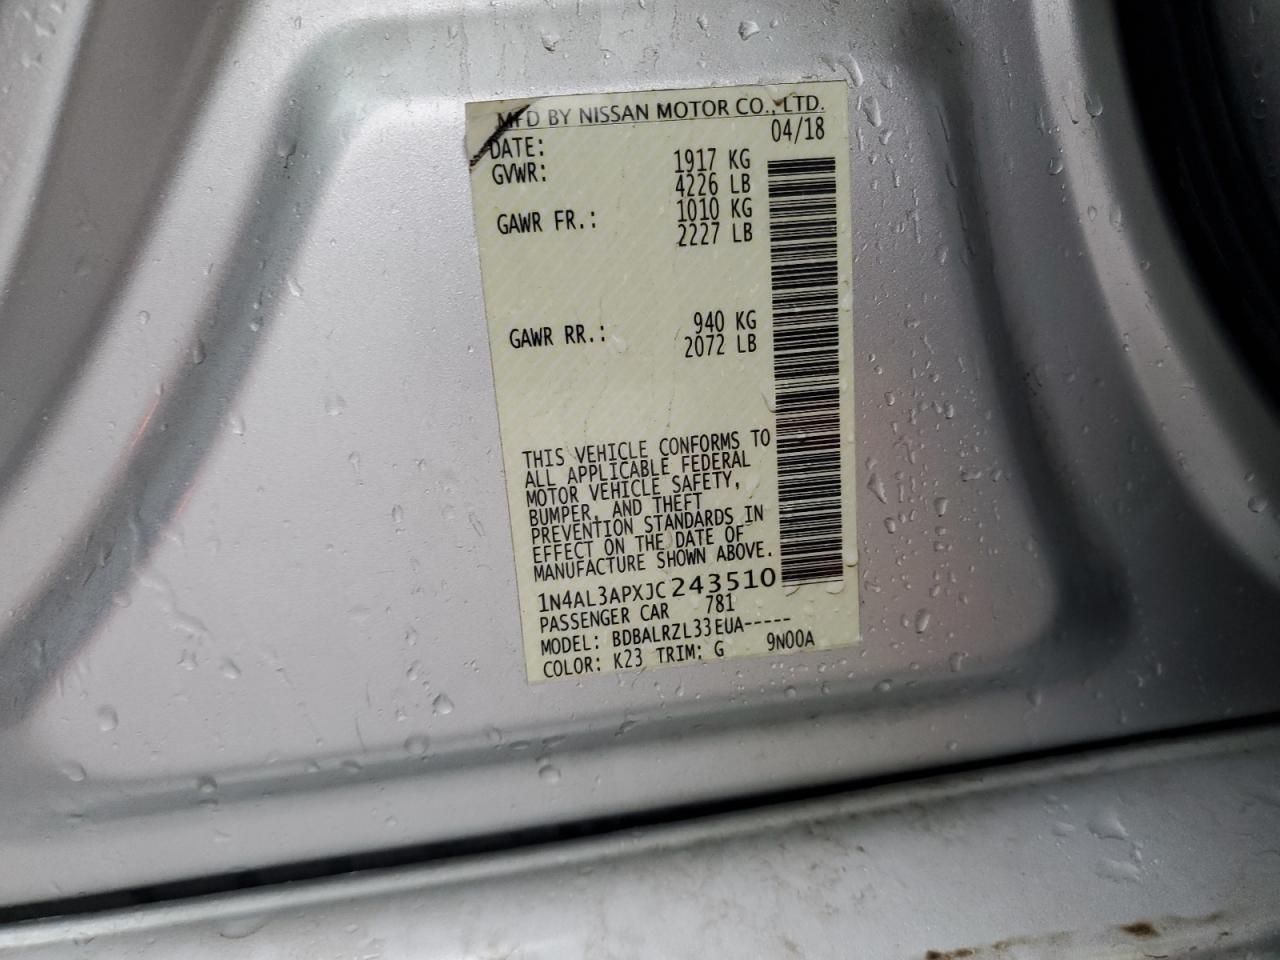 MFD BY NISSAN MOTOR CO., LTD.
DATE: 04/18
GVWR: 1917 KG
4226 LB
GAWR FR.: 1010 KG
2227 LB
GAWR RR.: 940 KG
2072 LB
THIS VEHICLE CONFORMS TO
ALL APPLICABLE FEDERAL
MOTOR VEHICLE SAFETY,
BUMPER, AND THEFT
PREVENTION STANDARDS IN
EFFECT ON THE DATE OF
MANUFACTURE SHOWN ABOVE.
1N4AL3APXJC243510
PASSENGER CAR 781
MODEL: BDBALRZL33EUA-----
COLOR: K23 TRIM: G 9N00A